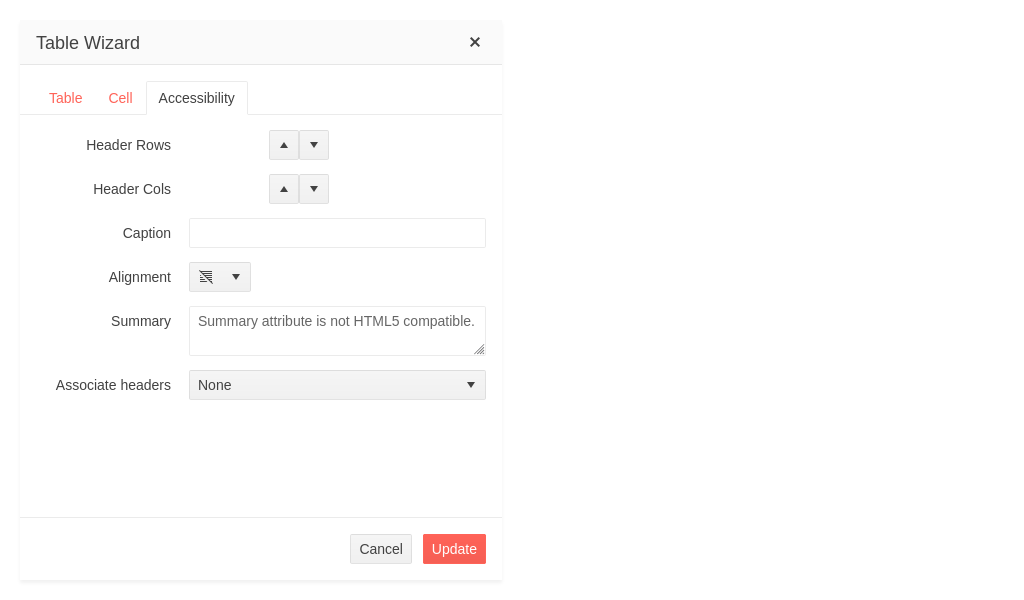 Table Wizard
Table Cell Accessibility
Header Rows
Header Cols
Caption
Alignment
Summary Summary attribute is not HTML5 compatible.
Associate headers None
Cancel Update